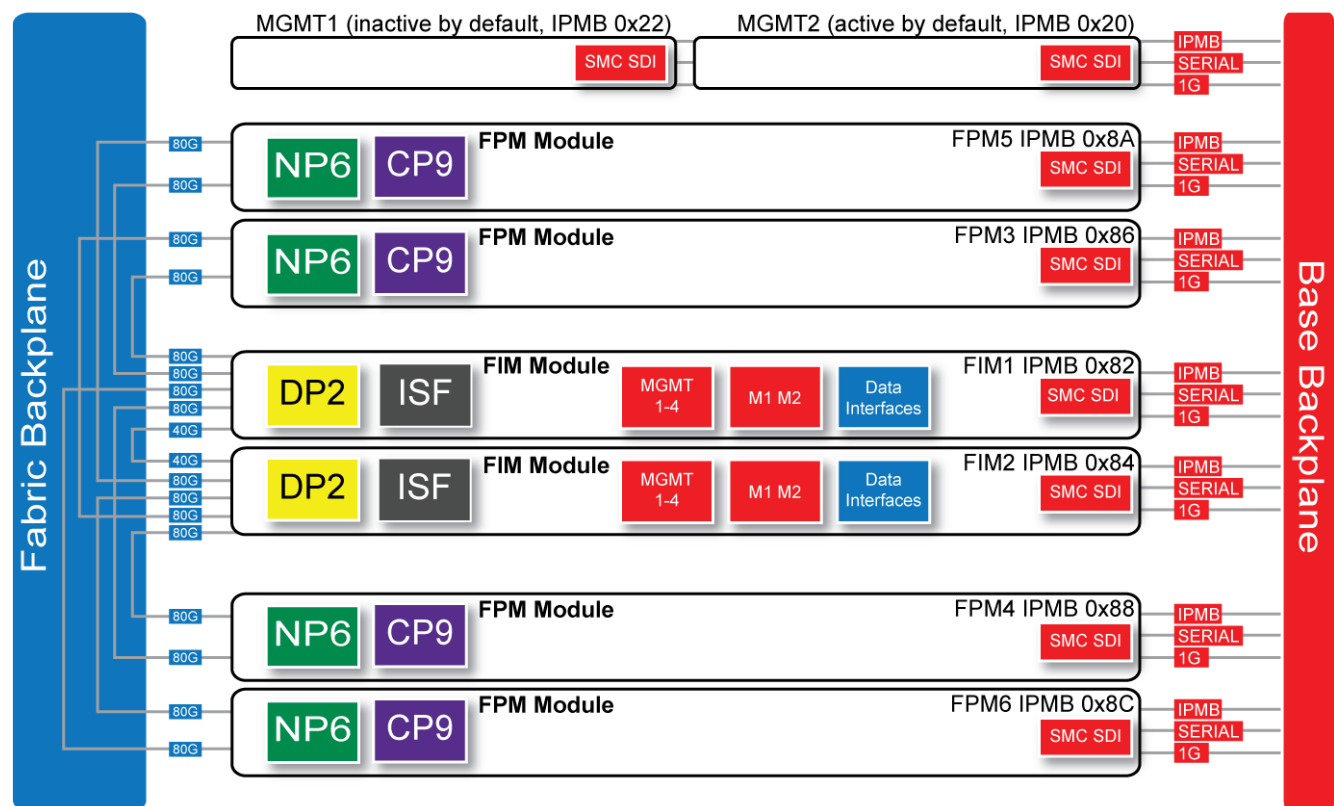 MGMT1 (inactive by default, IPMB 0x22)
MGMT2 (active by default, IPMB 0x20)
SMC SDI
SMC SDI
IPMB
SERIAL
1G
Fabric Backplane
Base Backplane
80G
80G
NP6
CP9
FPM Module
FPM5 IPMB 0x8A
SMC SDI
IPMB
SERIAL
1G
80G
80G
NP6
CP9
FPM Module
FPM3 IPMB 0x86
SMC SDI
IPMB
SERIAL
1G
80G
80G
80G
80G
40G
DP2
ISF
FIM Module
MGMT
1-4
M1 M2
Data
Interfaces
FIM1 IPMB 0x82
SMC SDI
IPMB
SERIAL
1G
40G
80G
80G
80G
80G
DP2
ISF
FIM Module
MGMT
1-4
M1 M2
Data
Interfaces
FIM2 IPMB 0x84
SMC SDI
IPMB
SERIAL
1G
80G
80G
NP6
CP9
FPM Module
FPM4 IPMB 0x88
SMC SDI
IPMB
SERIAL
1G
80G
80G
NP6
CP9
FPM Module
FPM6 IPMB 0x8C
SMC SDI
IPMB
SERIAL
1G